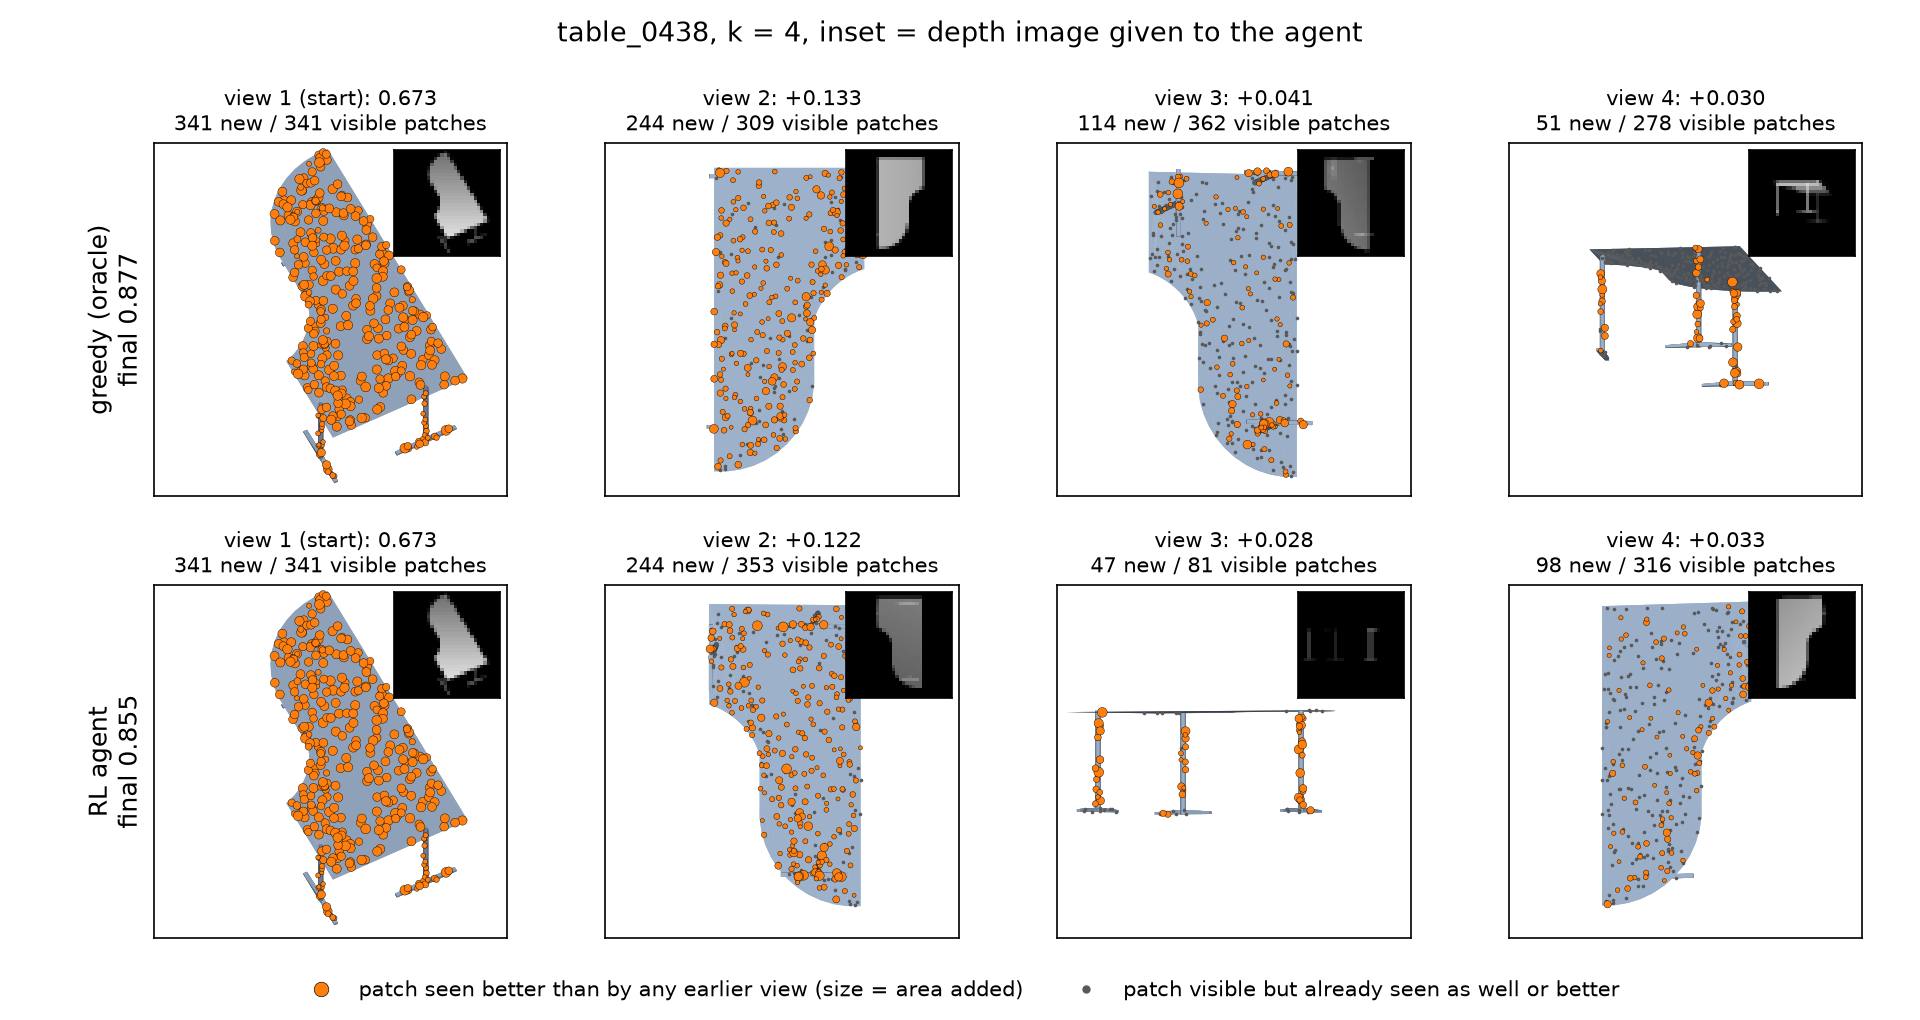 table_0438, k = 4, inset = depth image given to the agent
view 1 (start): 0.673
341 new / 341 visible patches
view 2: +0.133
244 new / 309 visible patches
view 3: +0.041
114 new / 362 visible patches
view 4: +0.030
51 new / 278 visible patches
greedy (oracle)
final 0.877
view 1 (start): 0.673
341 new / 341 visible patches
view 2: +0.122
244 new / 353 visible patches
view 3: +0.028
47 new / 81 visible patches
view 4: +0.033
98 new / 316 visible patches
RL agent
final 0.855
patch seen better than by any earlier view (size = area added)
patch visible but already seen as well or better